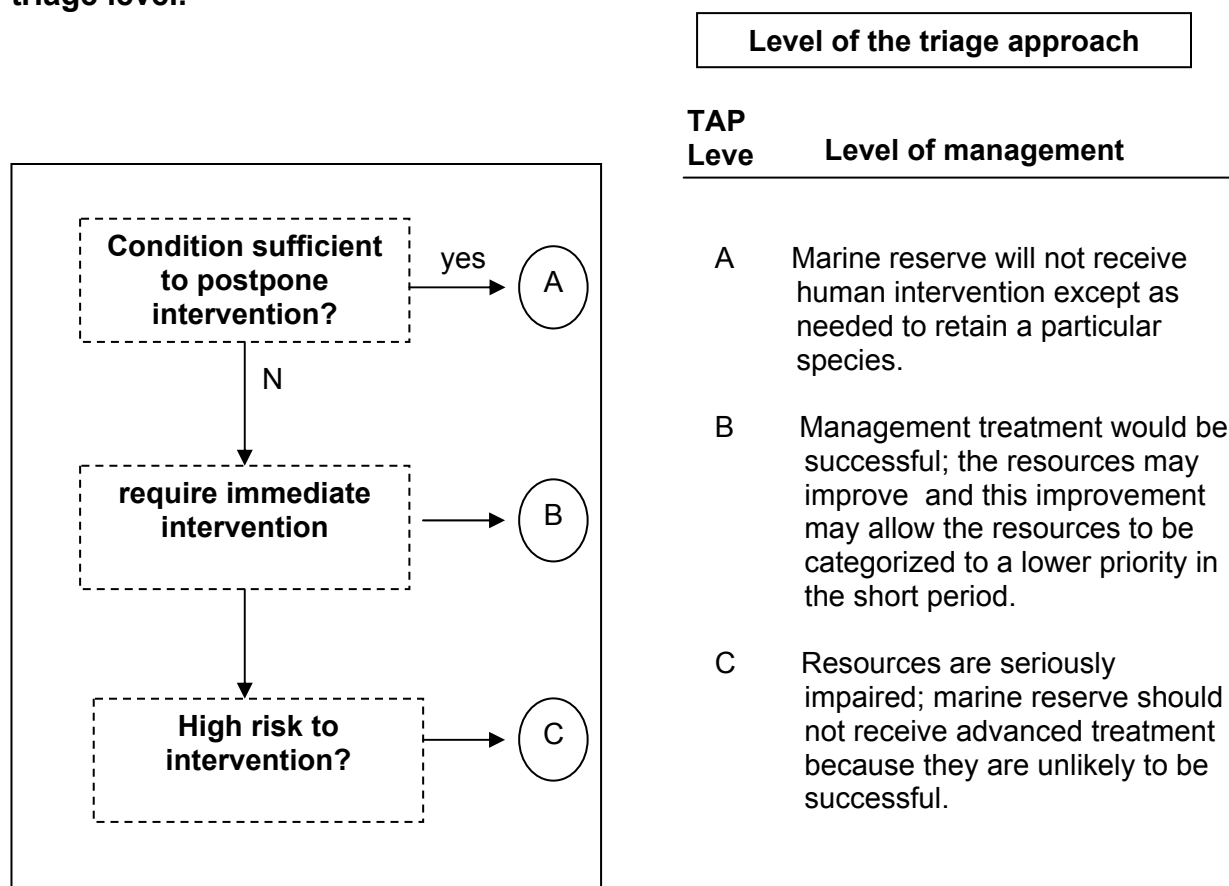 triage level.
Level of the triage approach
TAP
Leve Level of management
Condition sufficient
to postpone
intervention?
yes
A
N
require immediate
intervention
B
High risk to
intervention?
C
A Marine reserve will not receive
human intervention except as
needed to retain a particular
species.
B Management treatment would be
successful; the resources may
improve and this improvement
may allow the resources to be
categorized to a lower priority in
the short period.
C Resources are seriously
impaired; marine reserve should
not receive advanced treatment
because they are unlikely to be
successful.